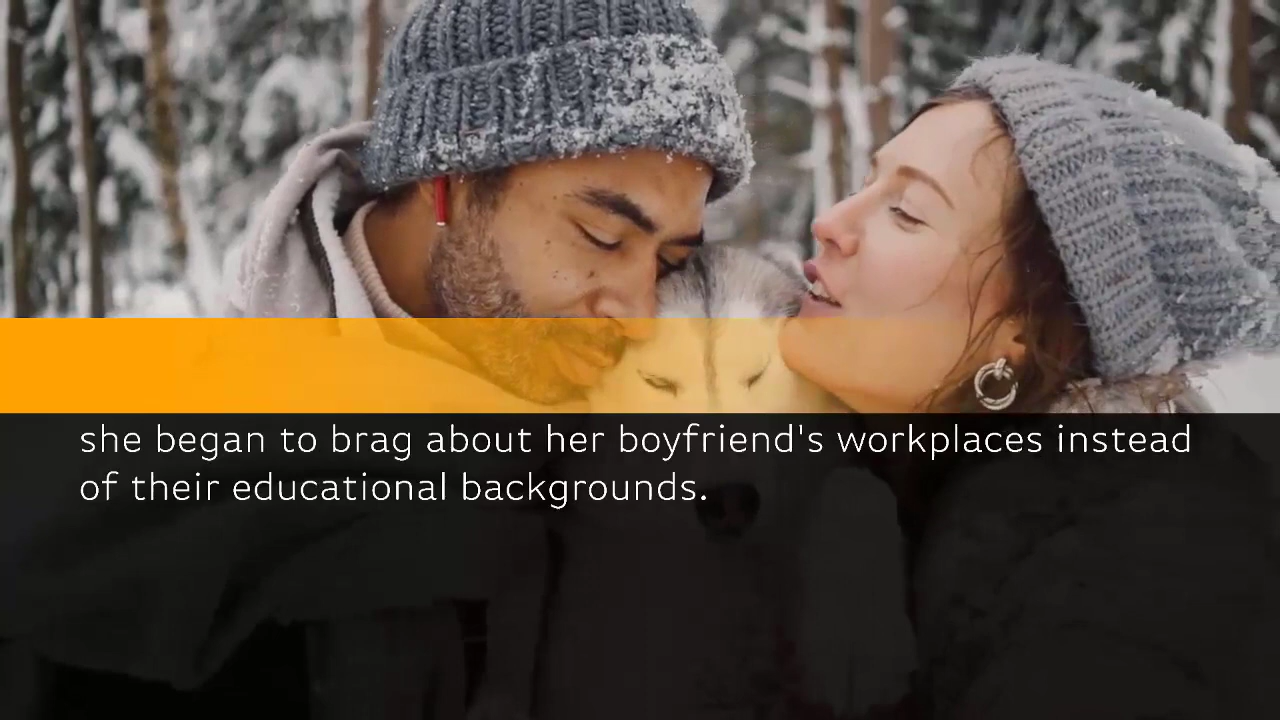 she began to brag about her boyfriend's workplaces instead
of their educational backgrounds.